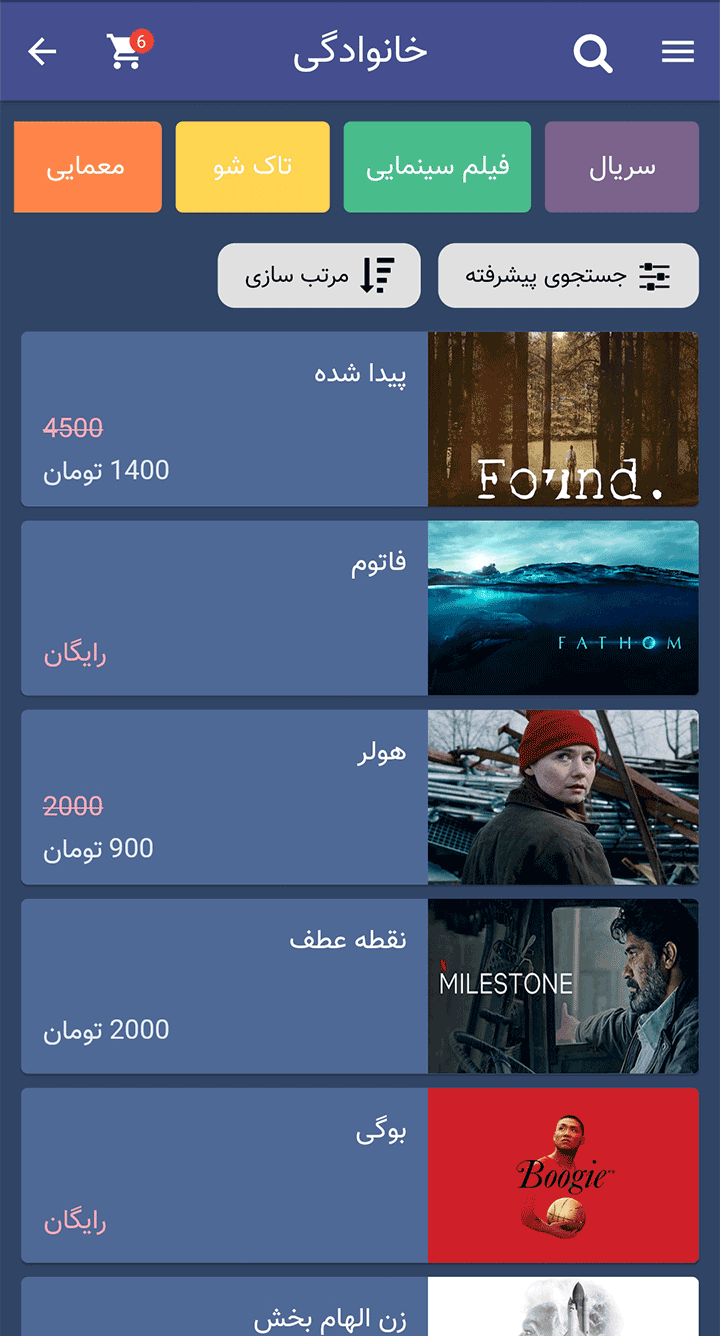 خانوادگی
6
سریال
فیلم سینمایی
تاک شو
معمایی
جستجوی پیشرفته
مرتب سازی
Found.
پیدا شده
4500
1400 تومان
FATHOM
فاتوم
رایگان
هولر
2000
900 تومان
N
MILESTONE
نقطه عطف
2000 تومان
Boogie
بوگی
رایگان
زن الهام بخش